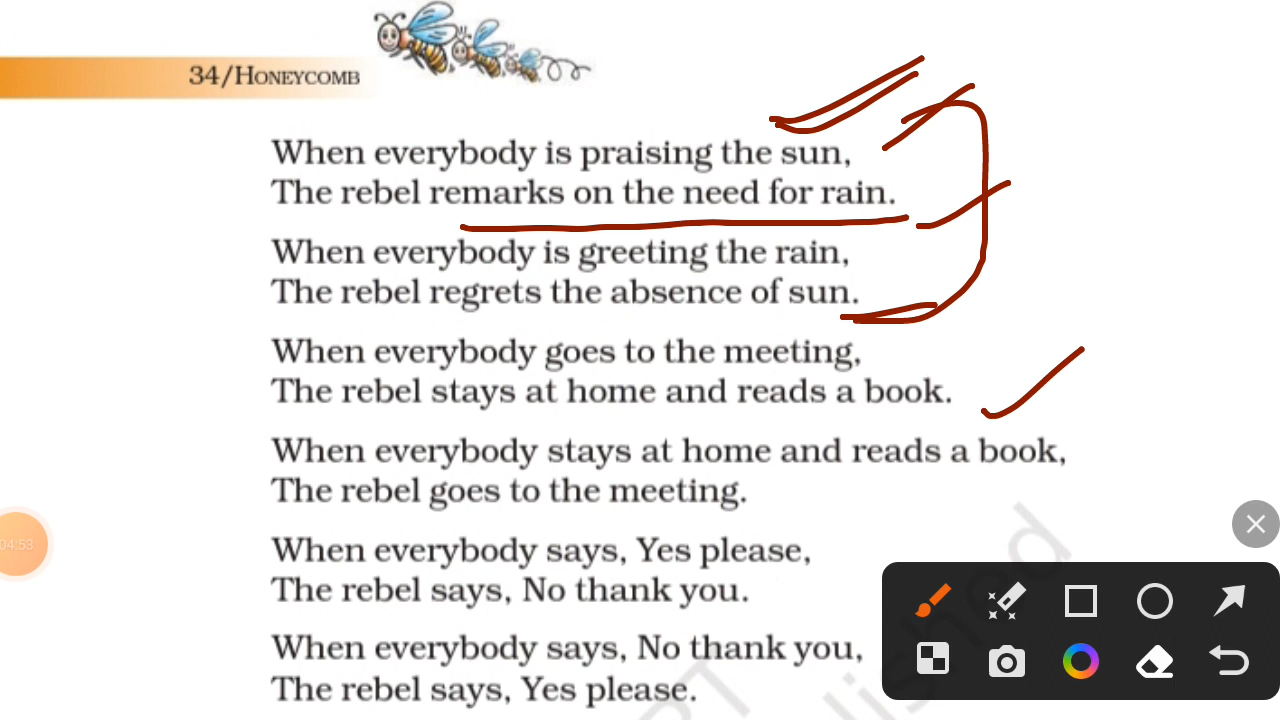 34/HONEYCOMB
When everybody is praising the sun,
The rebel remarks on the need for rain.
When everybody is greeting the rain,
The rebel regrets the absence of sun.
When everybody goes to the meeting,
The rebel stays at home and reads a book.
When everybody stays at home and reads a book,
The rebel goes to the meeting.
04:53
When everybody says, Yes please,
The rebel says, No thank you.
When everybody says, No thank you,
The rebel says, Yes please.